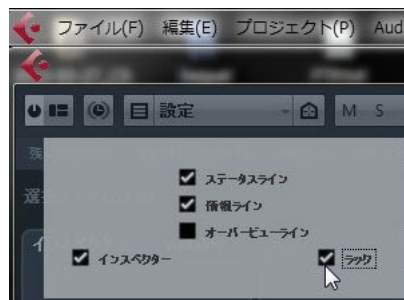 ファイル(F) 編集(E) プロジェクト(P) Aud
設定 M S
ステータスライン
情報ライン
オーバービューライン
インスペクター ラック